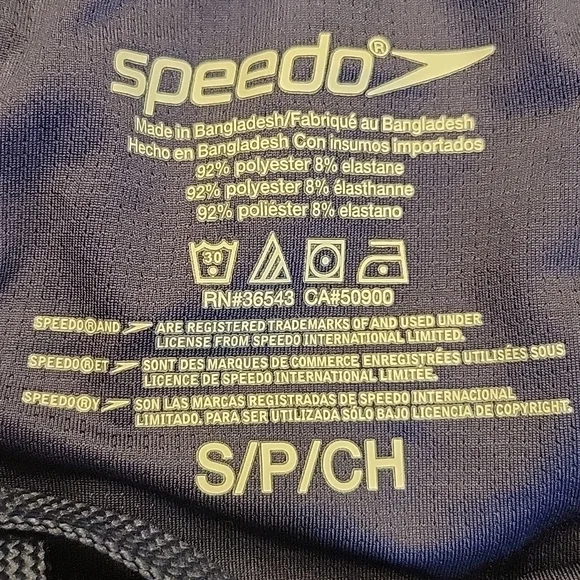 speedo®
Made in Bangladesh/Fabriqué au Bangladesh
Hecho en Bangladesh Con insumos importados
92% polyester 8% elastane
92% polyester 8% élasthanne
92% poliéster 8% elastano
30
RN#36543 CA#50900
SPEEDO®AND ARE REGISTERED TRADEMARKS OF AND USED UNDER
LICENSE FROM SPEEDO INTERNATIONAL LIMITED.
SPEEDO®ET SONT DES MARQUES DE COMMERCE ENREGISTRÉES UTILISÉES SOUS
LICENCE DE SPEEDO INTERNATIONAL LIMITÉE.
SPEEDO®Y SON LAS MARCAS REGISTRADAS DE SPEEDO INTERNACIONAL
LIMITADO. PARA SER UTILIZADA SÓLO BAJO LICENCIA DE COPYRIGHT.
S/P/CH